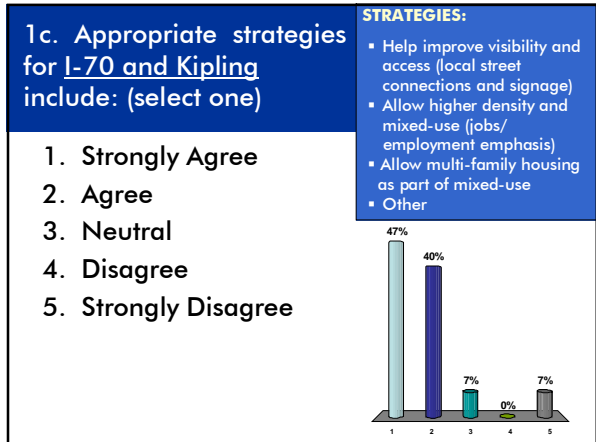 1c. Appropriate strategies
for I-70 and Kipling
include: (select one)
STRATEGIES:
▪ Help improve visibility and
access (local street
connections and signage)
▪ Allow higher density and
mixed-use (jobs/
employment emphasis)
▪ Allow multi-family housing
as part of mixed-use
▪ Other
1. Strongly Agree
2. Agree
3. Neutral
4. Disagree
5. Strongly Disagree
47%
40%
7%
0%
7%
1 2 3 4 5